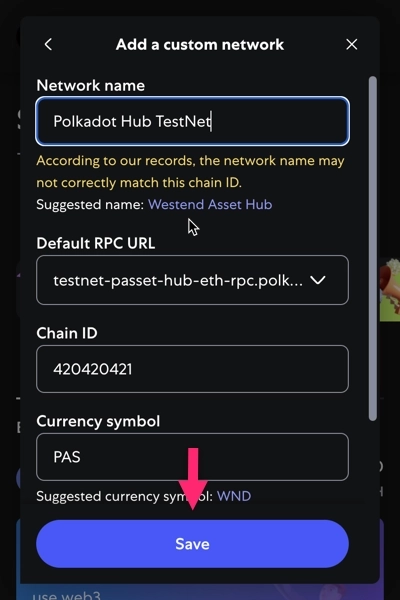 Add a custom network
Network name
Polkadot Hub TestNet
According to our records, the network name may
not correctly match this chain ID.
Suggested name: Westend Asset Hub
Default RPC URL
testnet-passet-hub-eth-rpc.polk...
Chain ID
420420421
Currency symbol
PAS
Suggested currency symbol: WND
Save
use web3